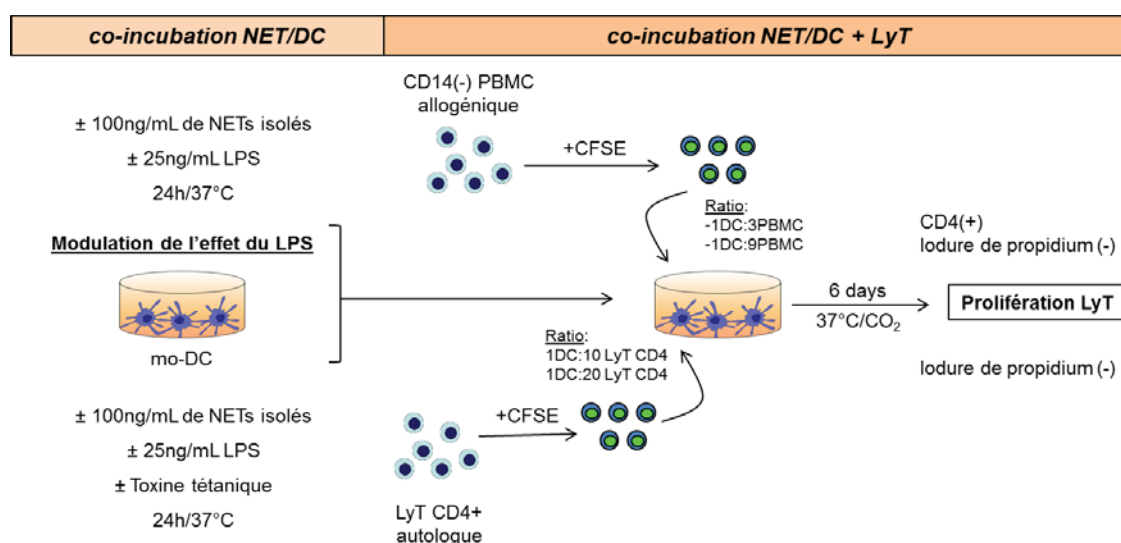 co-incubation NET/DC
co-incubation NET/DC + LyT
± 100ng/mL de NETs isolés
± 25ng/mL LPS
24h/37°C
Modulation de l'effet du LPS
mo-DC
± 100ng/mL de NETs isolés
± 25ng/mL LPS
± Toxine tétanique
24h/37°C
CD14(-) PBMC
allogénique
+CFSE
Ratio:
-1DC:3PBMC
-1DC:9PBMC
Ratio:
1DC:10 LyT CD4
1DC:20 LyT CD4
+CFSE
LyT CD4+
autologue
6 days
37°C/CO₂
CD4(+)
Iodure de propidium (-)
Prolifération LyT
Iodure de propidium (-)